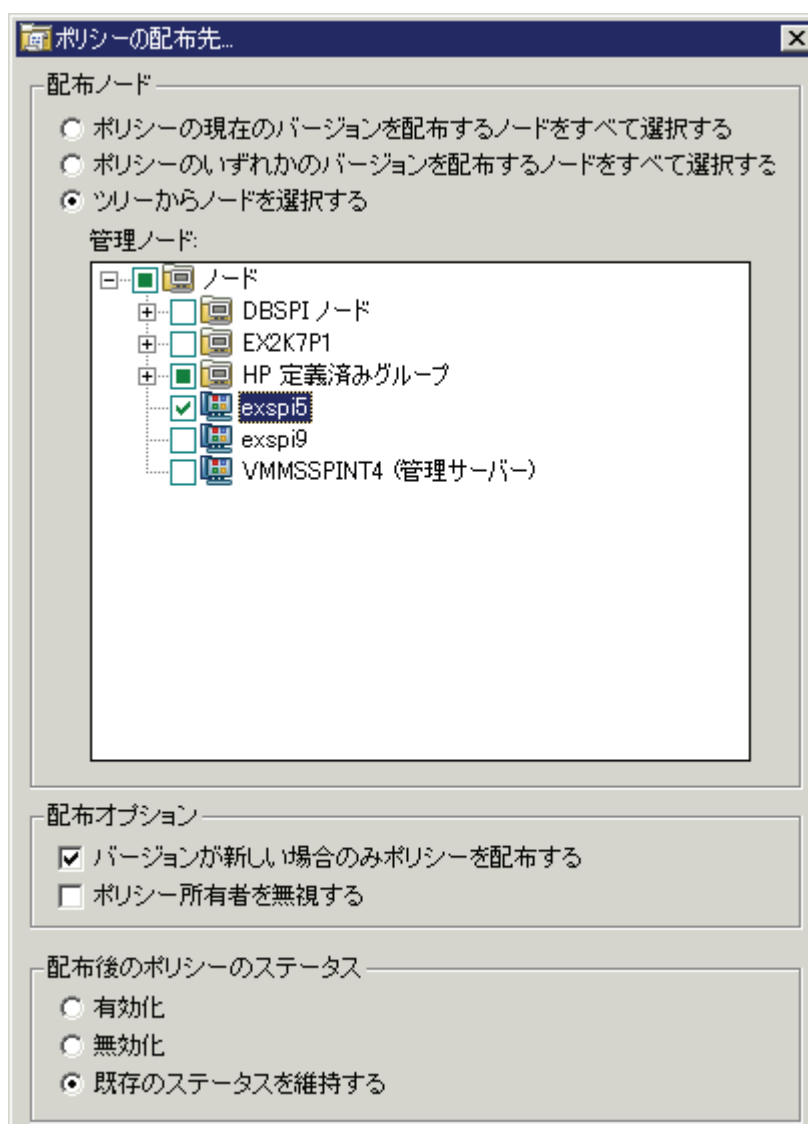 ポリシーの配布先...
配布ノード
ポリシーの現在のバージョンを配布するノードをすべて選択する
ポリシーのいずれかのバージョンを配布するノードをすべて選択する
ツリーからノードを選択する
管理ノード:
ノード
DBSPI ノード
EX2K7P1
HP 定義済みグループ
exspi5
exspi9
VMMSSPINT4 (管理サーバー)
配布オプション
バージョンが新しい場合のみポリシーを配布する
ポリシー所有者を無視する
配布後のポリシーのステータス
有効化
無効化
既存のステータスを維持する